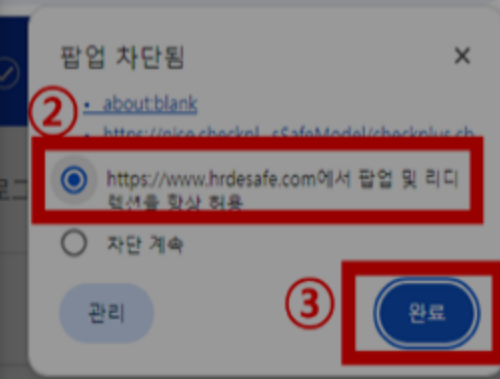 팝업 차단됨
②
• about:blank
• https://nice.checkpl...cSafeModel/checkplus.cb
https://www.hrdesafe.com에서 팝업 및 리디
렉션을 항상 허용
차단 계속
관리
③
완료